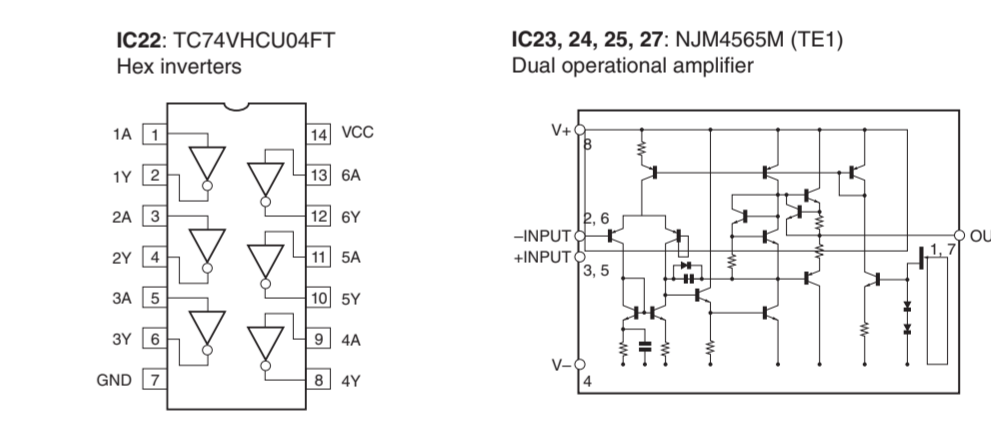 IC22: TC74VHCU04FT
Hex inverters
1A 1
14 VCC
1Y 2
13 6A
2A 3
12 6Y
2Y 4
11 5A
3A 5
10 5Y
3Y 6
9 4A
GND 7
8 4Y
IC23, 24, 25, 27: NJM4565M (TE1)
Dual operational amplifier
V+
8
2, 6
–INPUT
OU
+INPUT
1, 7
3, 5
V–
4